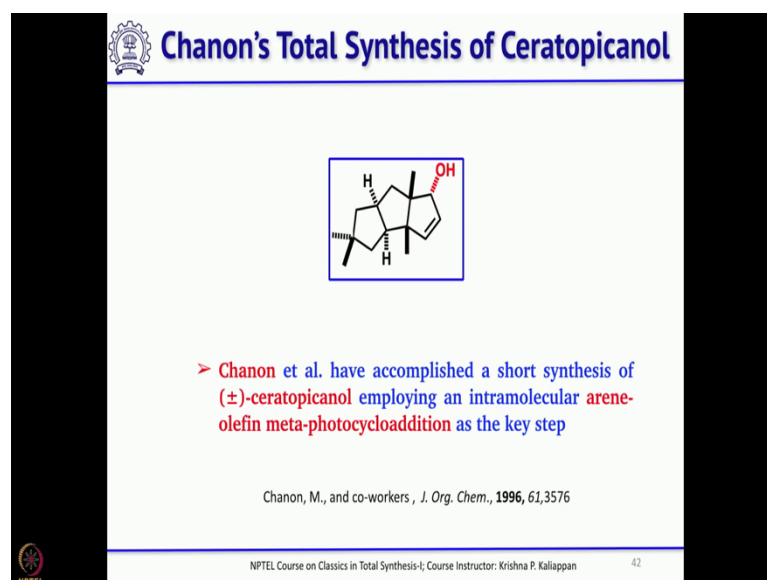 Chanon's Total Synthesis of Ceratopicanol
OH
H
H
➢ Chanon et al. have accomplished a short synthesis of
(±)-ceratopicanol employing an intramolecular arene-
olefin meta-photocycloaddition as the key step
Chanon, M., and co-workers , J. Org. Chem., 1996, 61,3576
NPTEL Course on Classics in Total Synthesis-I; Course Instructor: Krishna P. Kaliappan
42
NPTEL